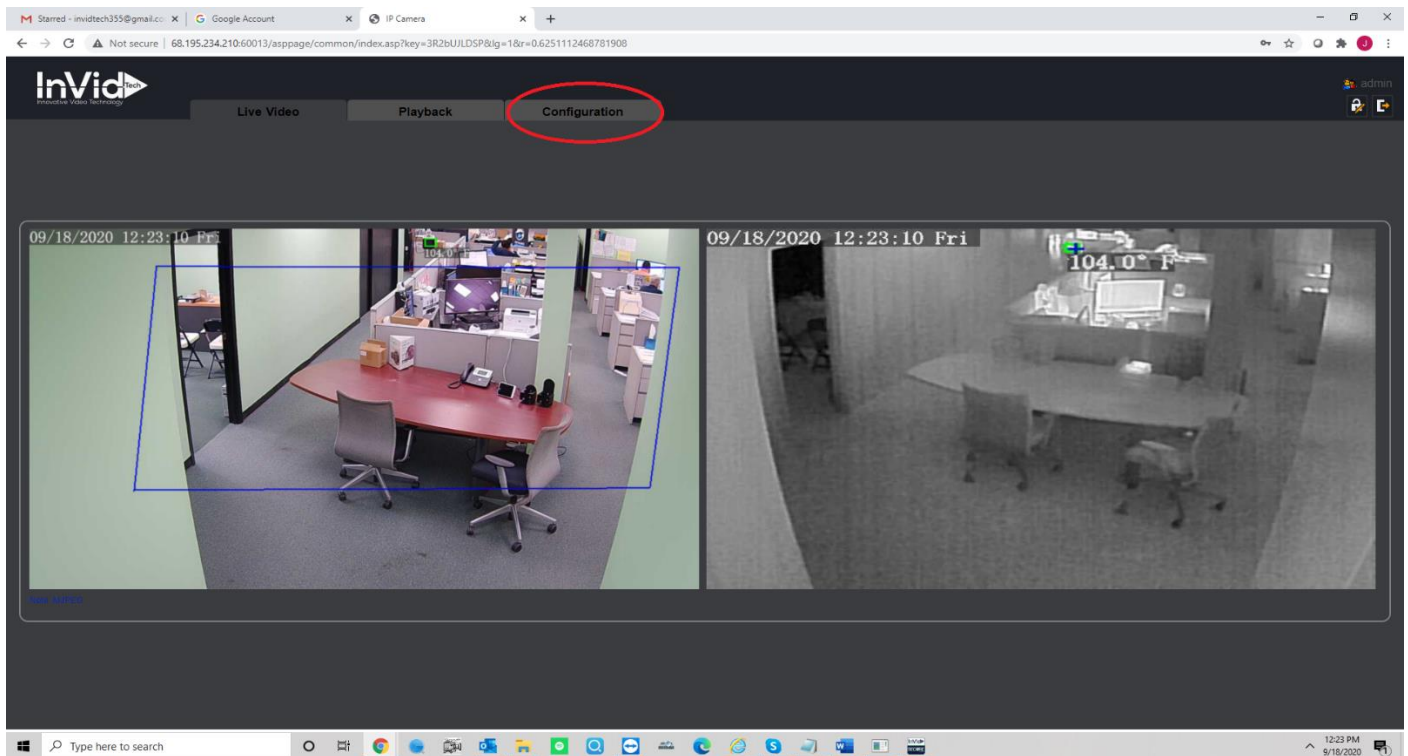 Starred - invidtech355@gmail.co
Google Account
IP Camera
Not secure | 68.195.234.210:60013/asppage/common/index.asp?key=3R2bUJLDSP&lg=1&r=0.6251112468781908
InVid Tech
Innovative Video Technology
admin
Live Video
Playback
Configuration
09/18/2020 12:23:10 Fri
104.0° F
09/18/2020 12:23:10 Fri
104.0° F
Type here to search
12:23 PM
9/18/2020